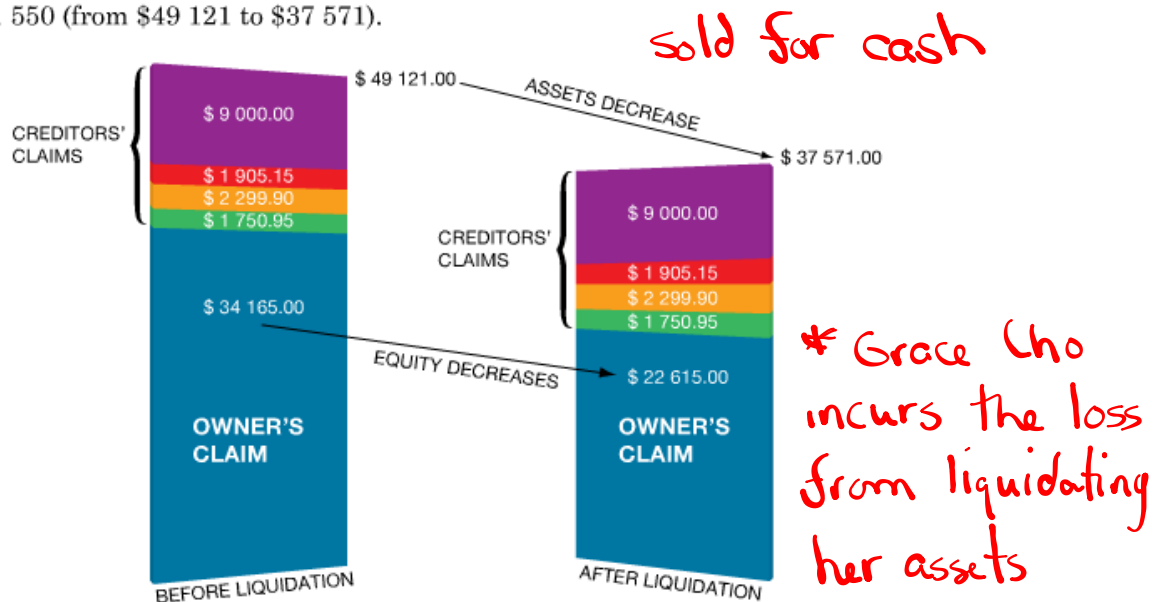 550 (from $49 121 to $37 571).
sold for cash
$ 49 121.00
ASSETS DECREASE
$ 37 571.00
CREDITORS'
CLAIMS
$ 9 000.00
$ 1 905.15
$ 2 299.90
$ 1 750.95
$ 34 165.00
OWNER'S
CLAIM
BEFORE LIQUIDATION
EQUITY DECREASES
CREDITORS'
CLAIMS
$ 9 000.00
$ 1 905.15
$ 2 299.90
$ 1 750.95
$ 22 615.00
OWNER'S
CLAIM
AFTER LIQUIDATION
* Grace Cho
incurs the loss
from liquidating
her assets